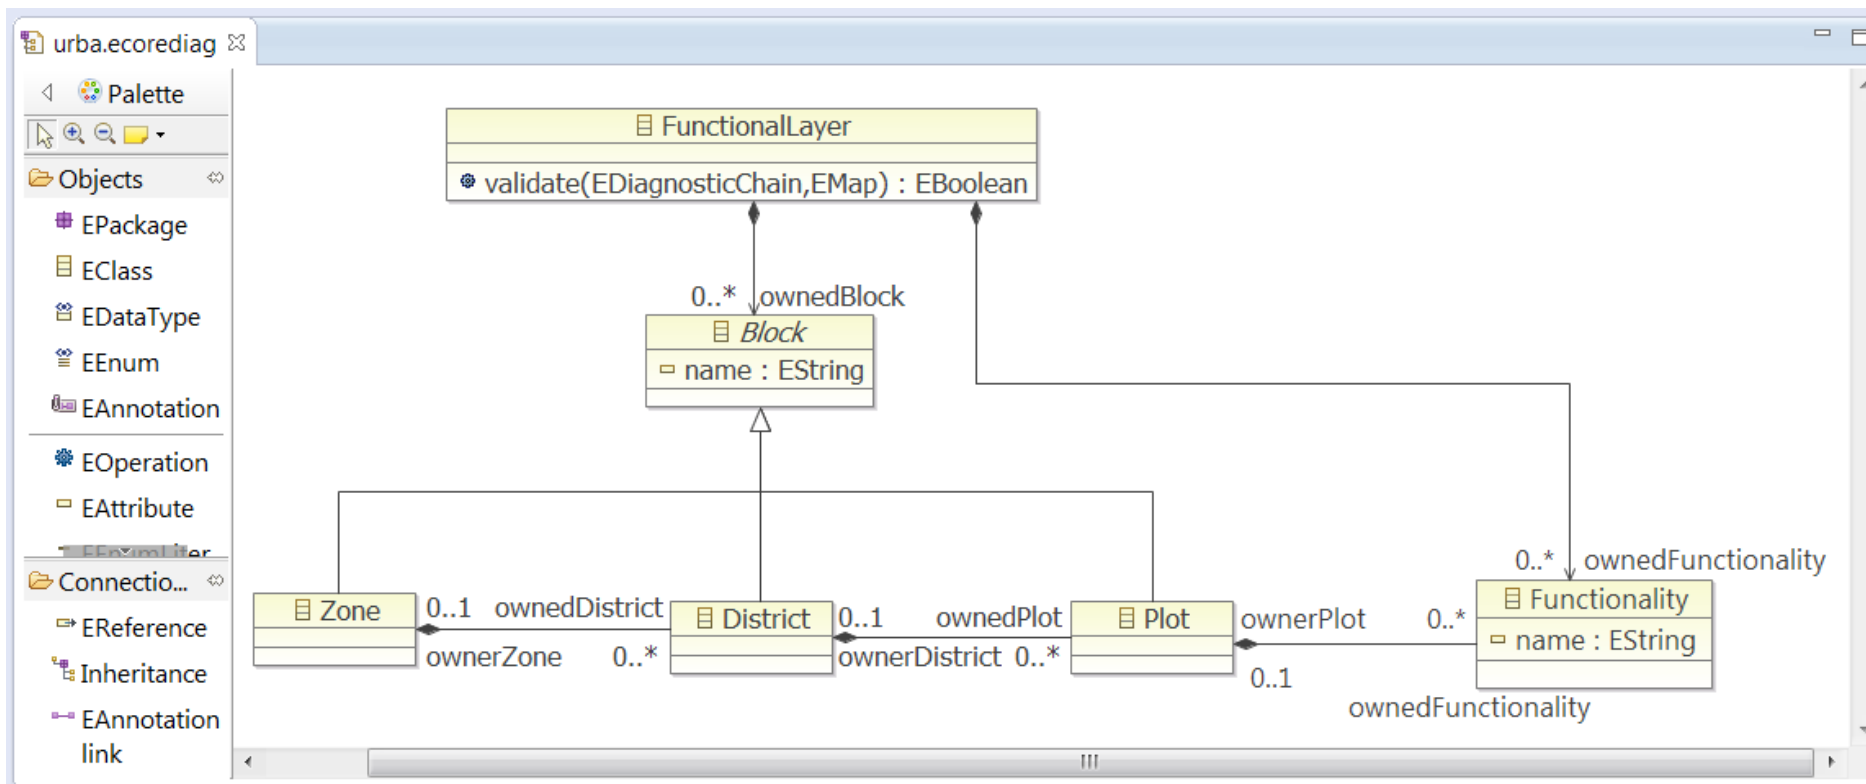 urba.ecorediag
Palette
Objects
EPackage
EClass
EDataType
EEnum
EAnnotation
EOperation
EAttribute
EEnumLiter
Connectio...
EReference
Inheritance
EAnnotation
link
FunctionalLayer
validate(EDiagnosticChain,EMap) : EBoolean
0..* ownedBlock
Block
name : EString
0..* ownedFunctionality
Zone
0..1 ownedDistrict
ownerZone 0..*
District
0..1 ownedPlot
ownerDistrict 0..*
Plot
ownerPlot 0..*
0..1
ownedFunctionality
Functionality
name : EString